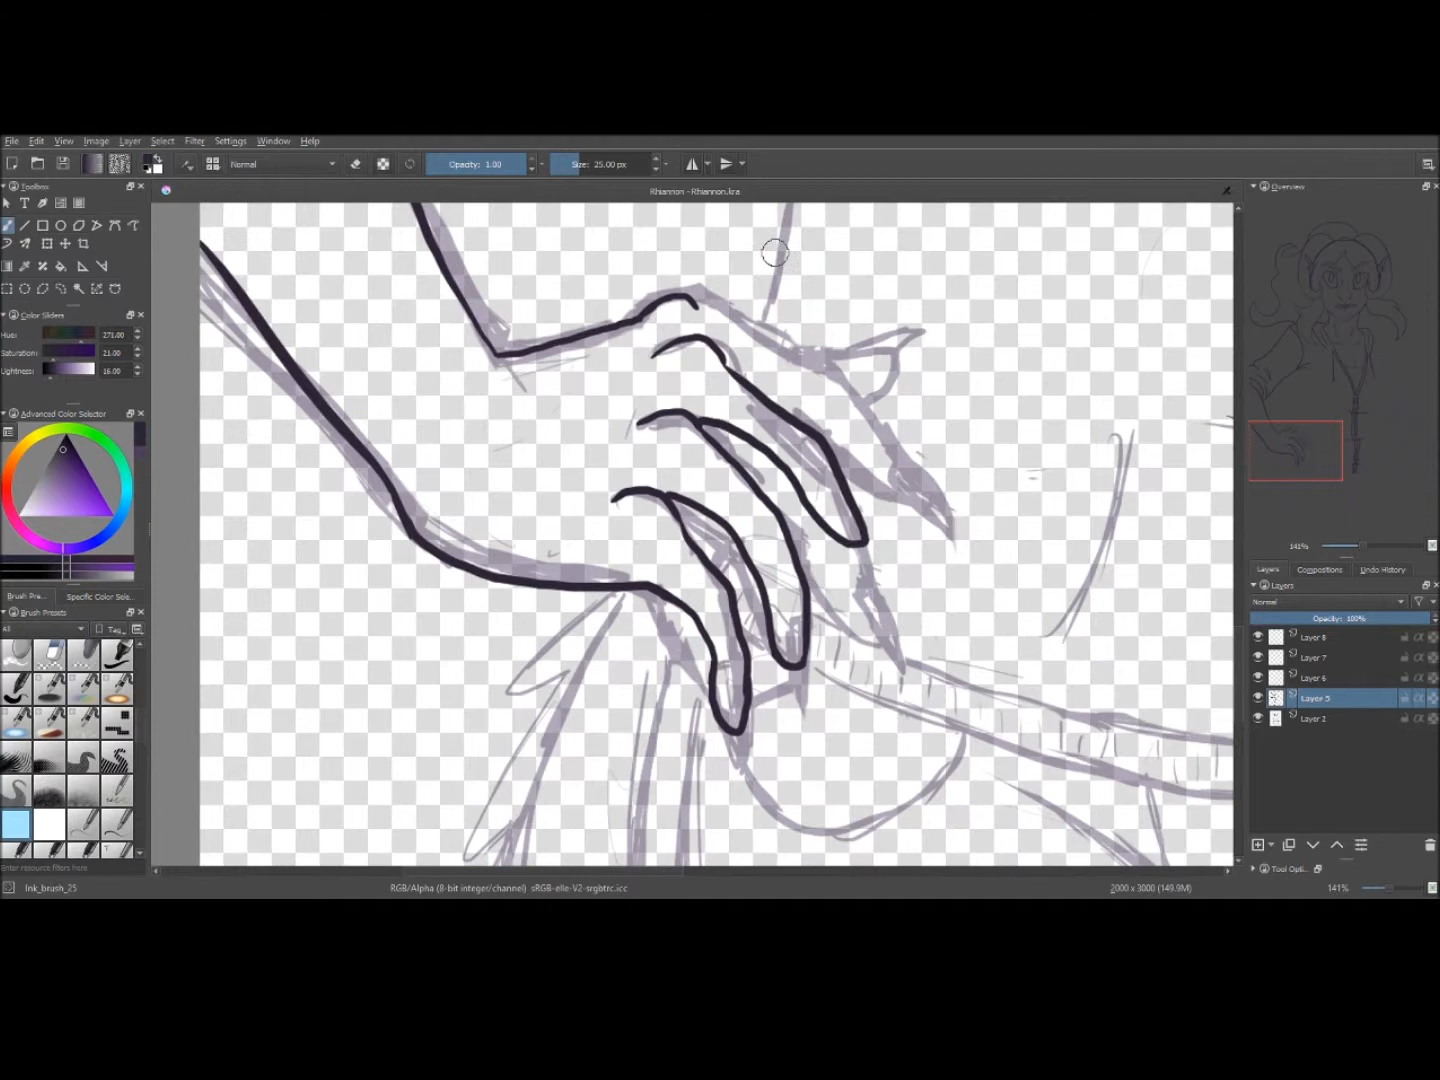 File Edit View Image Layer Select Filter Settings Window Help
Normal Opacity: 1.00 Size: 25.00 px
Toolbox Rhiannon -Rhiannon.kra Overview
Color Sliders
Hue: 271.00
Saturation: 21.00
Lightness: 16.00
Advanced Color Selector
141%
Layers Compositions Undo History
Layers
Brush Pre... Specific Color Sele...
Normal
Brush Presets
Opacity: 100%
All Tag
Layer 8
Layer 7
Layer 6
Layer 5
Layer 2
Enter resource filters here
Tool Opti...
Ink_brush_25 RGB/Alpha (8-bit integer/channel) sRGB-elle-V2-srgbtrc.icc 2000 x 3000 (149.9M) 141%